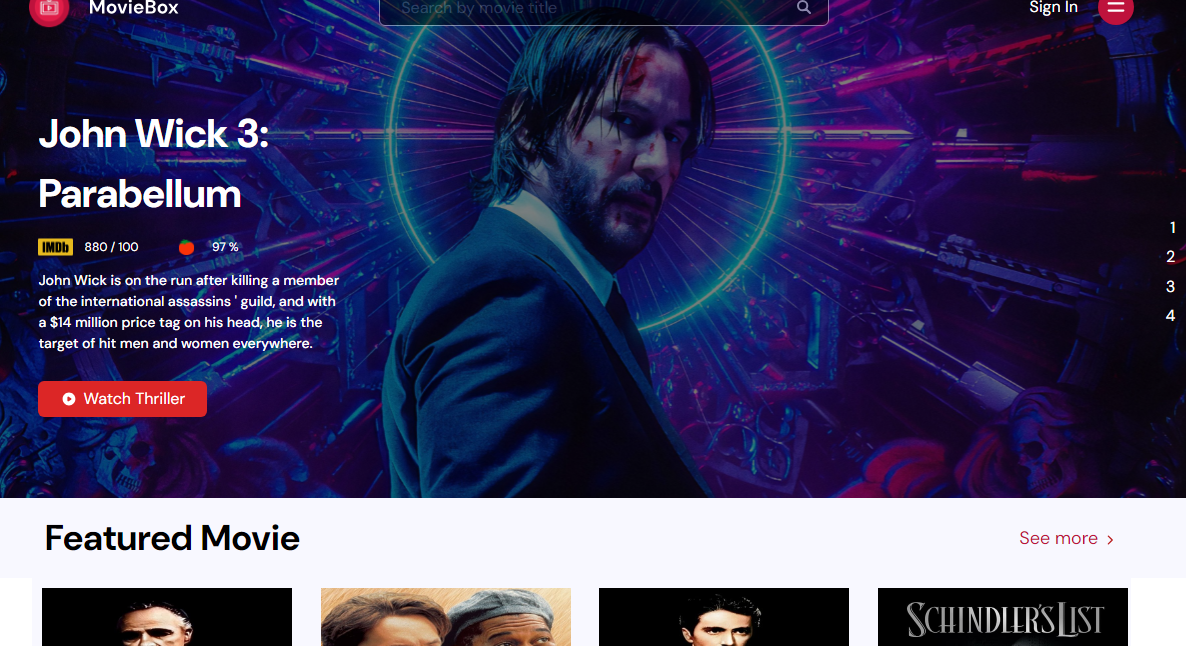 MovieBox
Search by movie title
Sign In
John Wick 3:
Parabellum
IMDb 880 / 100 97 %
John Wick is on the run after killing a member
of the international assassins ' guild, and with
a $14 million price tag on his head, he is the
target of hit men and women everywhere.
Watch Thriller
1
2
3
4
Featured Movie
See more
SCHINDLER'S LIST